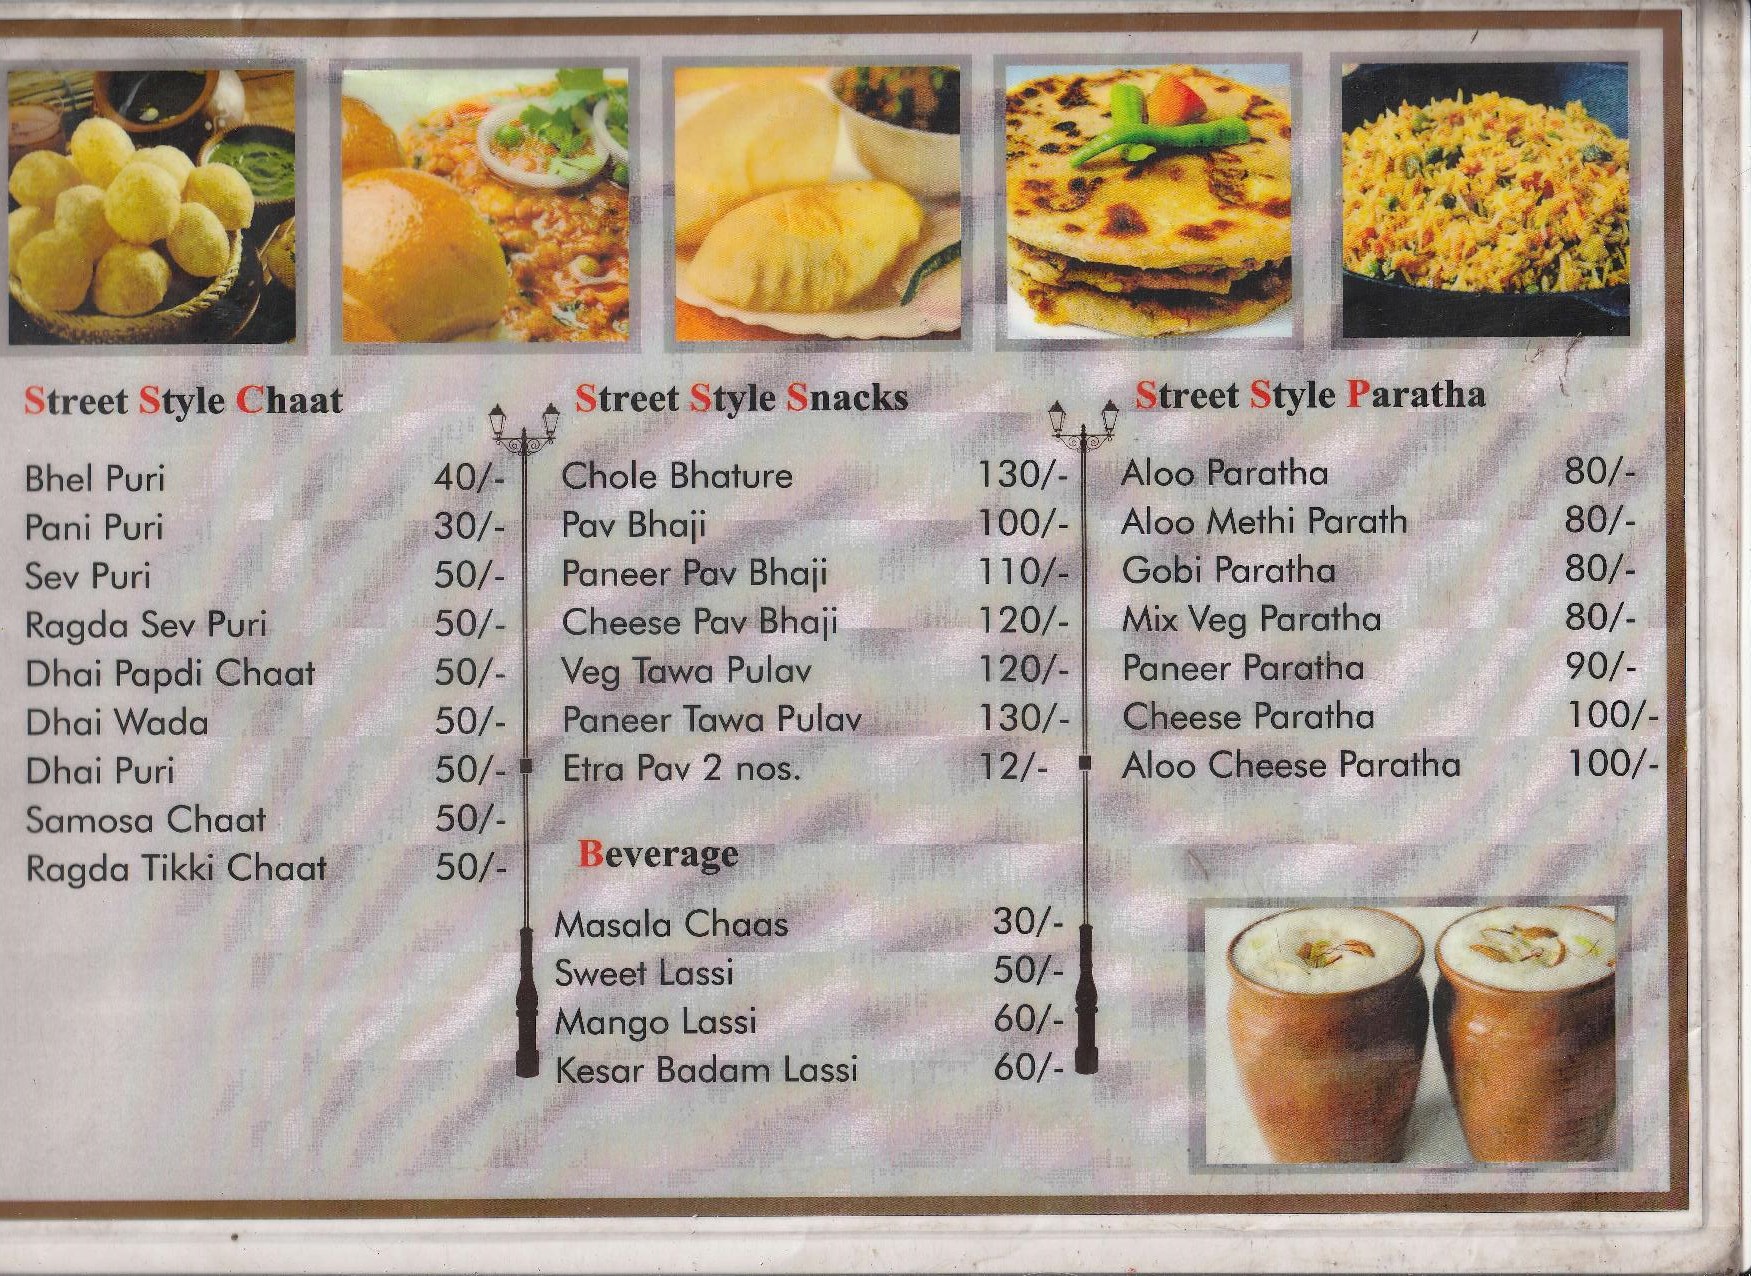 Street Style Chaat
Bhel Puri 40/-
Pani Puri 30/-
Sev Puri 50/-
Ragda Sev Puri 50/-
Dhai Papdi Chaat 50/-
Dhai Wada 50/-
Dhai Puri 50/-
Samosa Chaat 50/-
Ragda Tikki Chaat 50/-
Street Style Snacks
Chole Bhature 130/-
Pav Bhaji 100/-
Paneer Pav Bhaji 110/-
Cheese Pav Bhaji 120/-
Veg Tawa Pulav 120/-
Paneer Tawa Pulav 130/-
Etra Pav 2 nos. 12/-
Beverage
Masala Chaas 30/-
Sweet Lassi 50/-
Mango Lassi 60/-
Kesar Badam Lassi 60/-
Street Style Paratha
Aloo Paratha 80/-
Aloo Methi Parath 80/-
Gobi Paratha 80/-
Mix Veg Paratha 80/-
Paneer Paratha 90/-
Cheese Paratha 100/-
Aloo Cheese Paratha 100/-